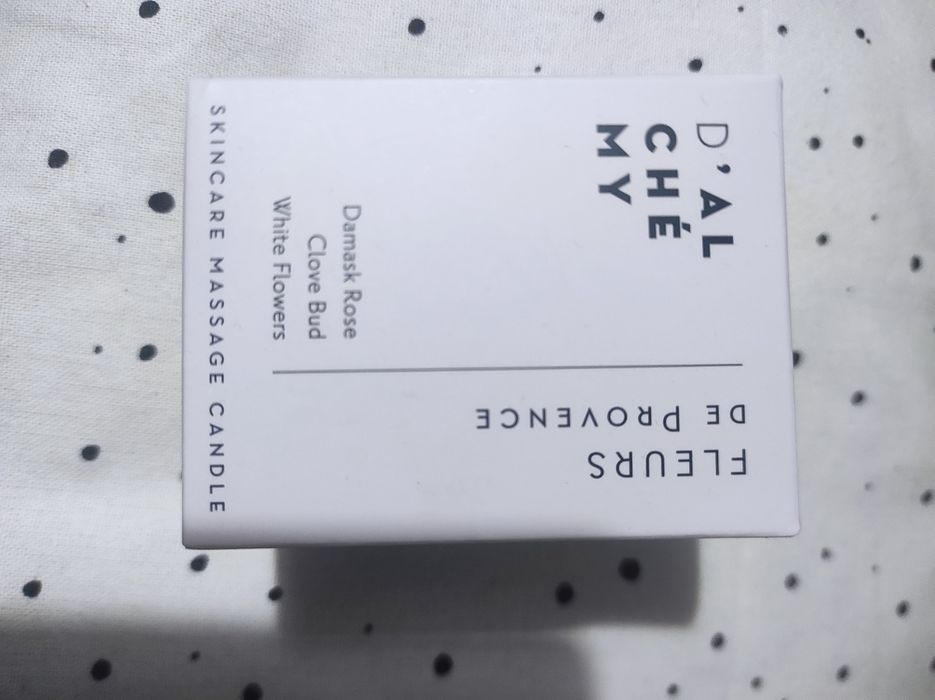 D'AL
CHÉ
MY
FLEURS
DE PROVENCE
Damask Rose
Clove Bud
White Flowers
SKINCARE MASSAGE CANDLE